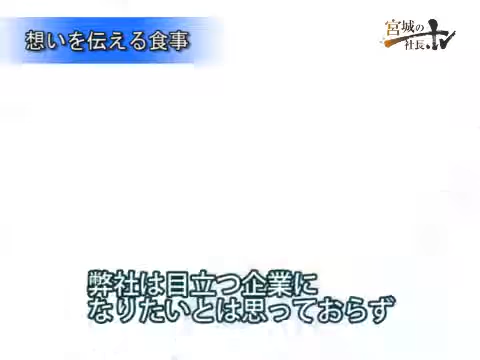 想いを伝える食事
宮城の
社長.tv
弊社は目立つ企業に
なりたいとは思っておらず